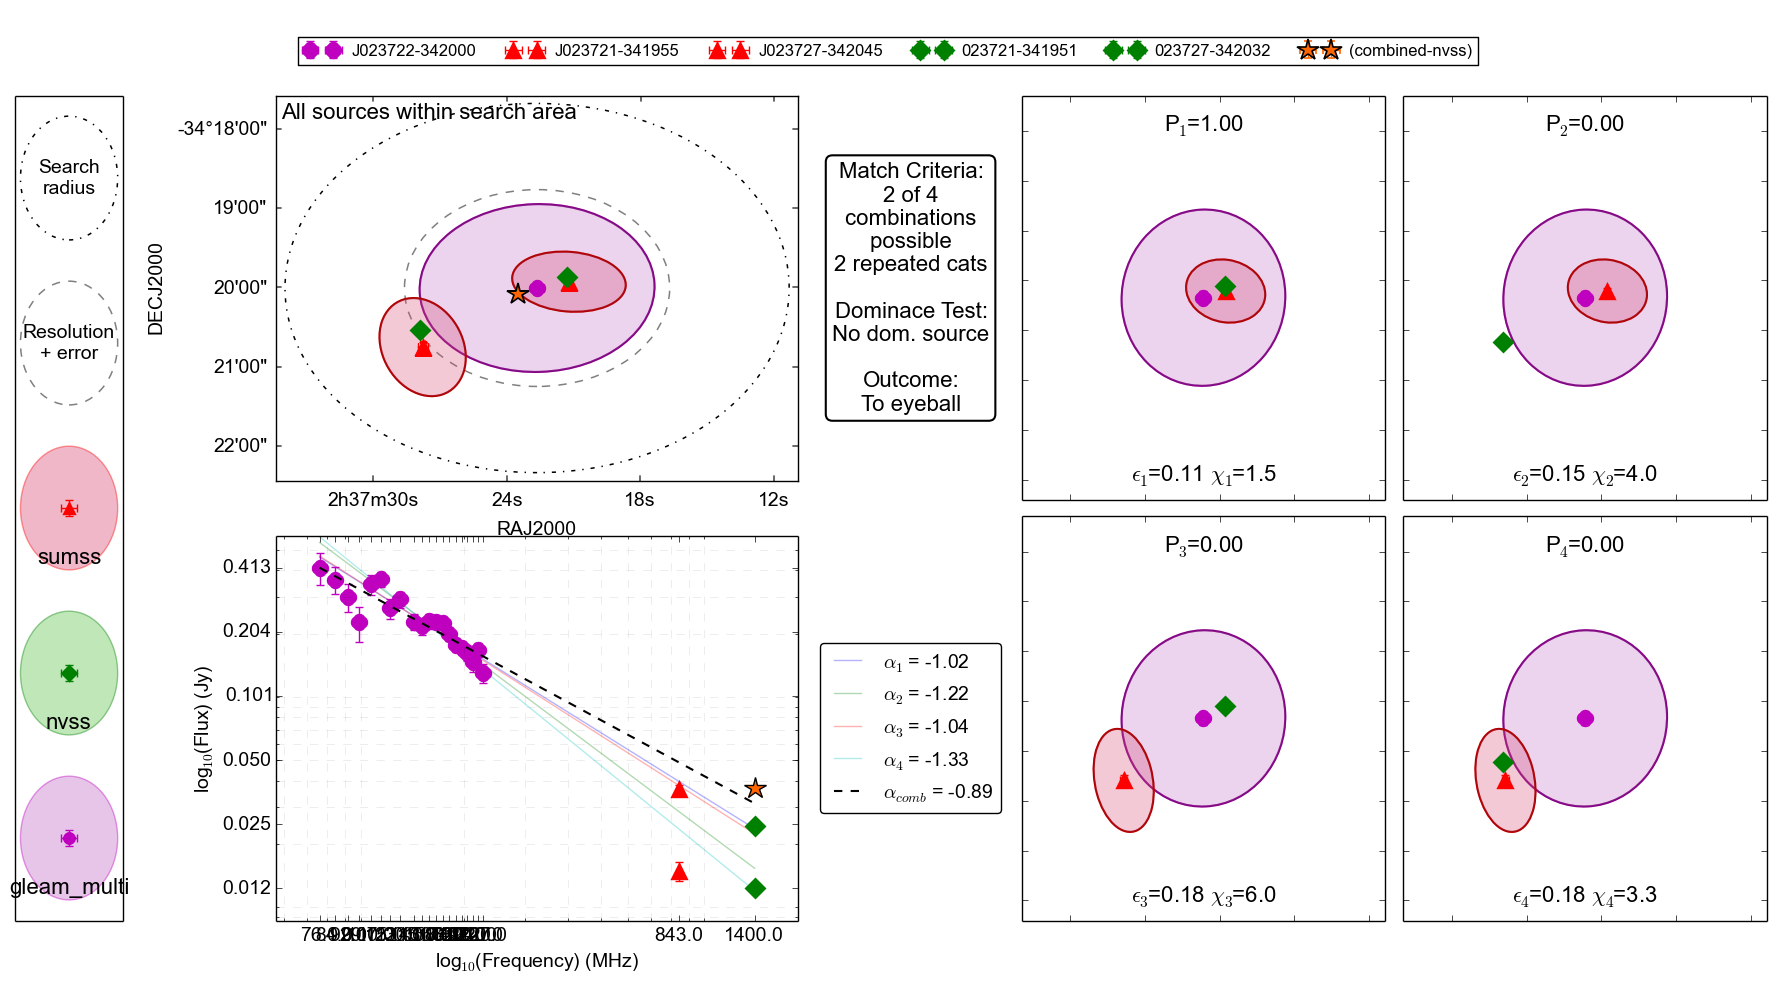 J023722-342000 J023721-341955 J023727-342045 023721-341951 023727-342032 (combined-nvss)
Search
radius
Resolution
+ error
sumss
nvss
gleam_multi
All sources within search area
DECJ2000
-34°18'00"
19'00"
20'00"
21'00"
22'00"
2h37m30s 24s 18s 12s
RAJ2000
Match Criteria:
2 of 4
combinations
possible
2 repeated cats
Dominace Test:
No dom. source
Outcome:
To eyeball
log10(Flux) (Jy)
0.413
0.204
0.101
0.050
0.025
0.012
843.0 1400.0
log10(Frequency) (MHz)
α1 = -1.02
α2 = -1.22
α3 = -1.04
α4 = -1.33
αcomb = -0.89
P1=1.00
ϵ1=0.11 χ1=1.5
P2=0.00
ϵ2=0.15 χ2=4.0
P3=0.00
ϵ3=0.18 χ3=6.0
P4=0.00
ϵ4=0.18 χ4=3.3